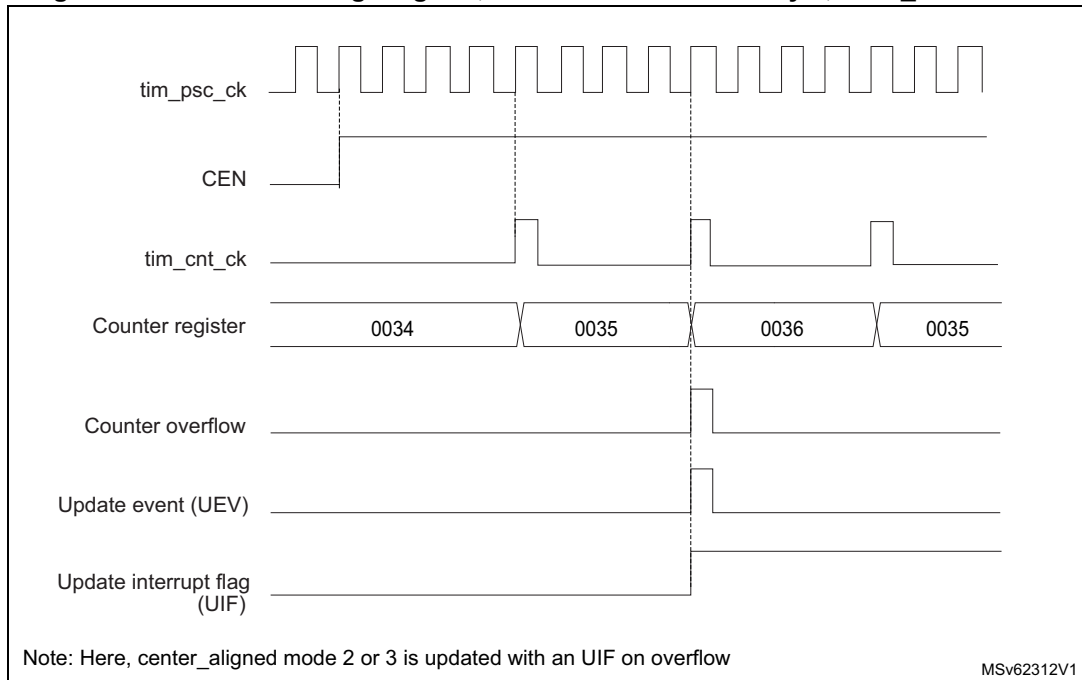 tim_psc_ck
CEN
tim_cnt_ck
Counter register
0034
0035
0036
0035
Counter overflow
Update event (UEV)
Update interrupt flag
(UIF)
Note: Here, center_aligned mode 2 or 3 is updated with an UIF on overflow
MSv62312V1